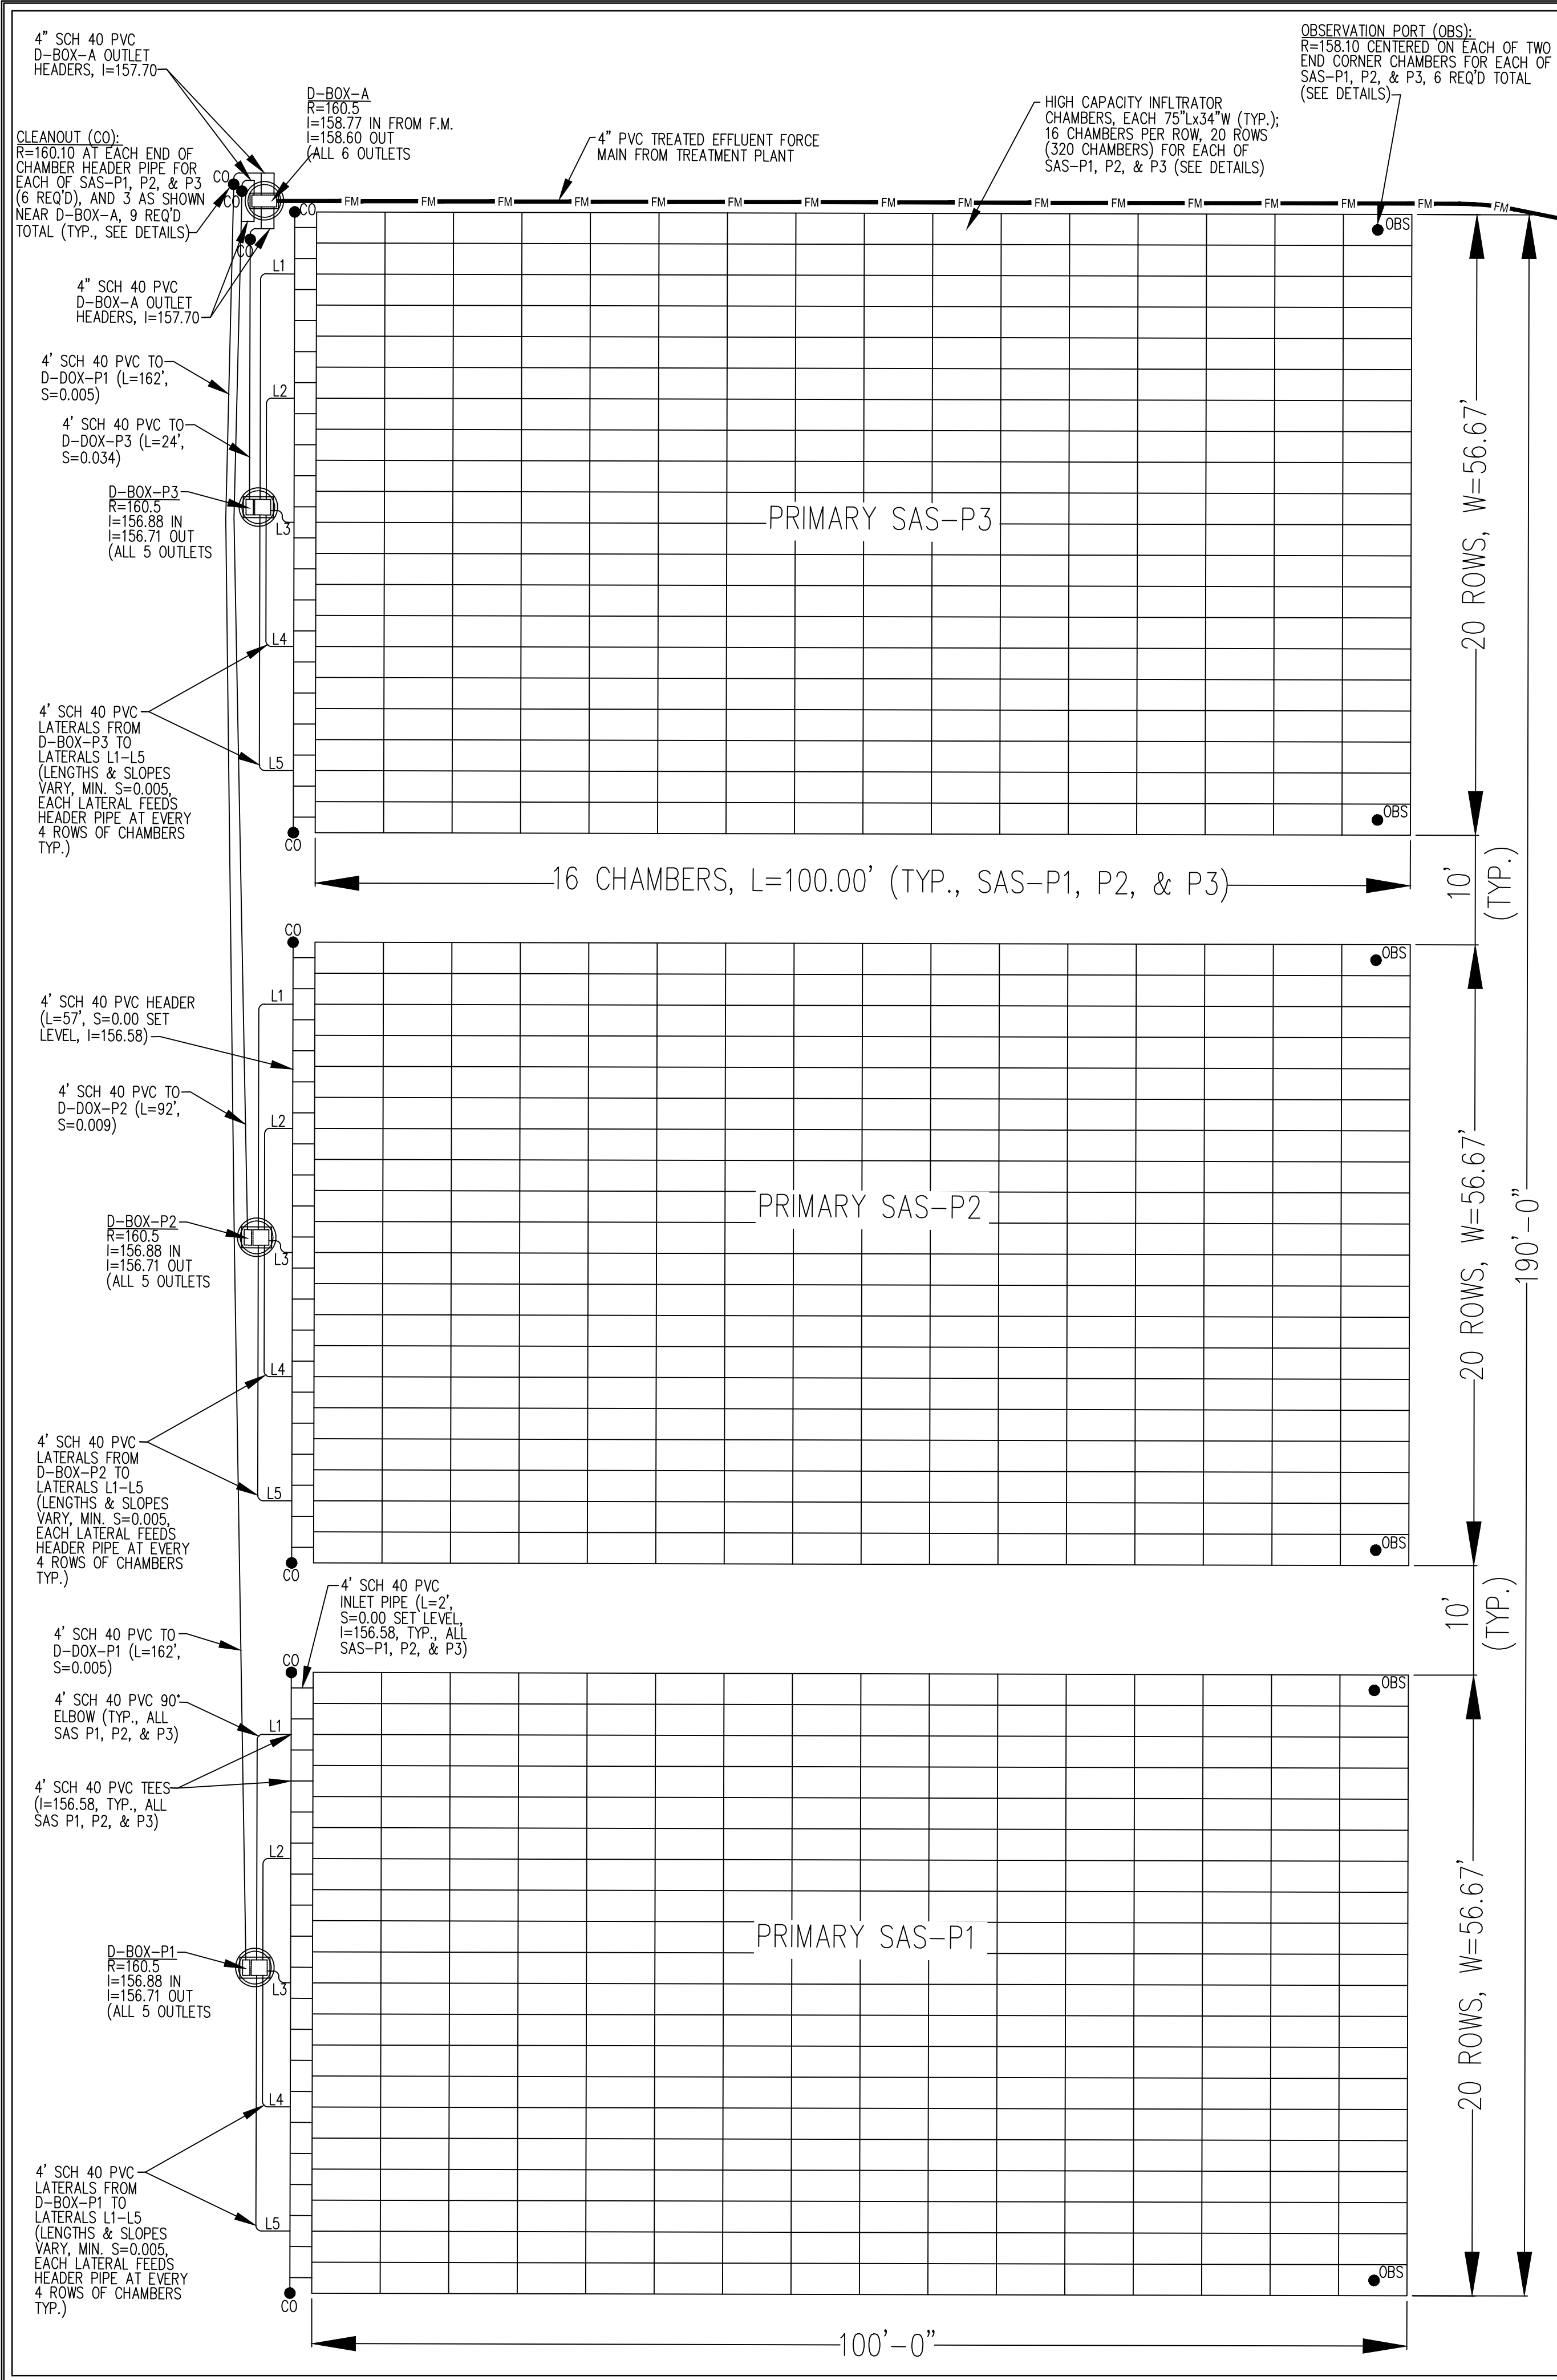 4" SCH 40 PVC
D-BOX-A OUTLET
HEADERS, I=157.70
D-BOX-A
R=160.5
I=158.77 IN FROM F.M.
I=158.60 OUT
(ALL 6 OUTLETS
4" PVC TREATED EFFLUENT FORCE
MAIN FROM TREATMENT PLANT
HIGH CAPACITY INFLTRATOR
CHAMBERS, EACH 75"Lx34"W (TYP.);
16 CHAMBERS PER ROW, 20 ROWS
(320 CHAMBERS) FOR EACH OF
SAS-P1, P2, & P3 (SEE DETAILS)
OBSERVATION PORT (OBS):
R=158.10 CENTERED ON EACH OF TWO
END CORNER CHAMBERS FOR EACH OF
SAS-P1, P2, & P3, 6 REQ'D TOTAL
(SEE DETAILS)
CLEANOUT (CO):
R=160.10 AT EACH END OF
CHAMBER HEADER PIPE FOR
EACH OF SAS-P1, P2, & P3
(6 REQ'D), AND 3 AS SHOWN
NEAR D-BOX-A, 9 REQ'D
TOTAL (TYP., SEE DETAILS)
CO
CO
CO
CO
FM FM FM FM FM FM FM FM FM FM FM FM FM FM FM FM
OBS
4" SCH 40 PVC
D-BOX-A OUTLET
HEADERS, I=157.70
L1
4' SCH 40 PVC TO
D-DOX-P1 (L=162',
S=0.005)
L2
4' SCH 40 PVC TO
D-DOX-P3 (L=24',
S=0.034)
D-BOX-P3
R=160.5
I=156.88 IN
I=156.71 OUT
(ALL 5 OUTLETS
L3
PRIMARY SAS-P3
20 ROWS, W=56.67'
L4
4' SCH 40 PVC
LATERALS FROM
D-BOX-P3 TO
LATERALS L1-L5
(LENGTHS & SLOPES
VARY, MIN. S=0.005,
EACH LATERAL FEEDS
HEADER PIPE AT EVERY
4 ROWS OF CHAMBERS
TYP.)
L5
OBS
CO
16 CHAMBERS, L=100.00' (TYP., SAS-P1, P2, & P3)
10'
(TYP.)
CO
OBS
4' SCH 40 PVC HEADER
(L=57', S=0.00 SET
LEVEL, I=156.58)
L1
4' SCH 40 PVC TO
D-DOX-P2 (L=92',
S=0.009)
L2
D-BOX-P2
R=160.5
I=156.88 IN
I=156.71 OUT
(ALL 5 OUTLETS
L3
PRIMARY SAS-P2
20 ROWS, W=56.67'
190'-0"
L4
4' SCH 40 PVC
LATERALS FROM
D-BOX-P2 TO
LATERALS L1-L5
(LENGTHS & SLOPES
VARY, MIN. S=0.005,
EACH LATERAL FEEDS
HEADER PIPE AT EVERY
4 ROWS OF CHAMBERS
TYP.)
L5
OBS
CO
4' SCH 40 PVC
INLET PIPE (L=2',
S=0.00 SET LEVEL,
I=156.58, TYP., ALL
SAS-P1, P2, & P3)
10'
(TYP.)
4' SCH 40 PVC TO
D-DOX-P1 (L=162',
S=0.005)
CO
OBS
4' SCH 40 PVC 90°
ELBOW (TYP., ALL
SAS P1, P2, & P3)
L1
4' SCH 40 PVC TEES
(I=156.58, TYP., ALL
SAS P1, P2, & P3)
L2
D-BOX-P1
R=160.5
I=156.88 IN
I=156.71 OUT
(ALL 5 OUTLETS
L3
PRIMARY SAS-P1
20 ROWS, W=56.67'
L4
4' SCH 40 PVC
LATERALS FROM
D-BOX-P1 TO
LATERALS L1-L5
(LENGTHS & SLOPES
VARY, MIN. S=0.005,
EACH LATERAL FEEDS
HEADER PIPE AT EVERY
4 ROWS OF CHAMBERS
TYP.)
L5
OBS
CO
100'-0"